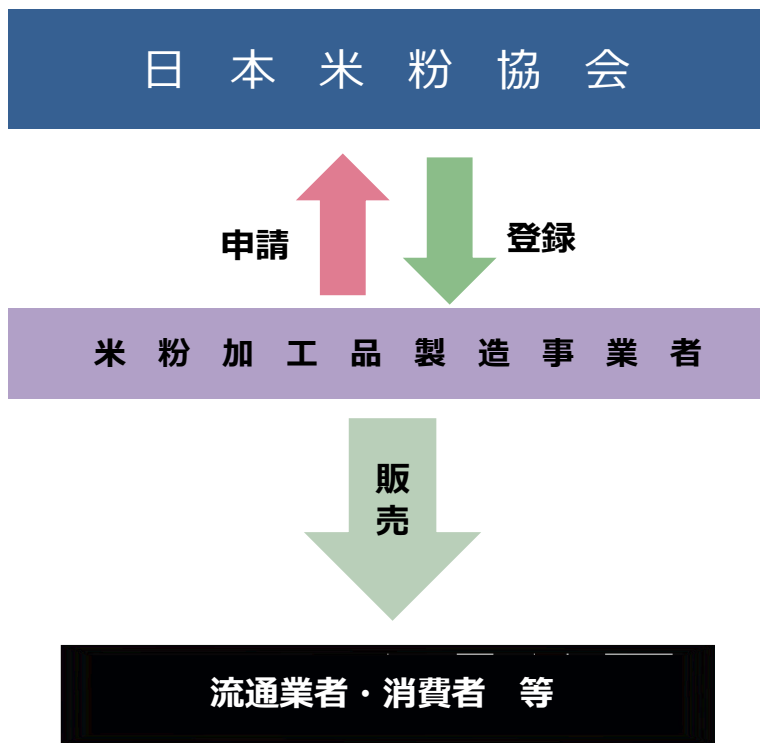 日本米粉協会
申請
登録
米粉加工品製造事業者
販
売
流通業者・消費者　等